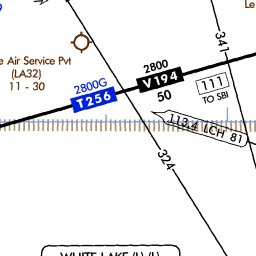 Le
341
e Air Service Pvt
(LA32)
11 - 30
2800
V194
50
2800G
T256
111
TO SBI
113.4 LCH 81
324
WHITE LAKE (L/L)